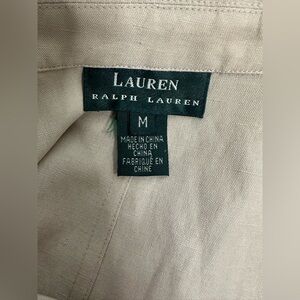 LAUREN
RALPH LAUREN
M
MADE IN CHINA
HECHO EN
CHINA
FABRIQUÉ EN
CHINE